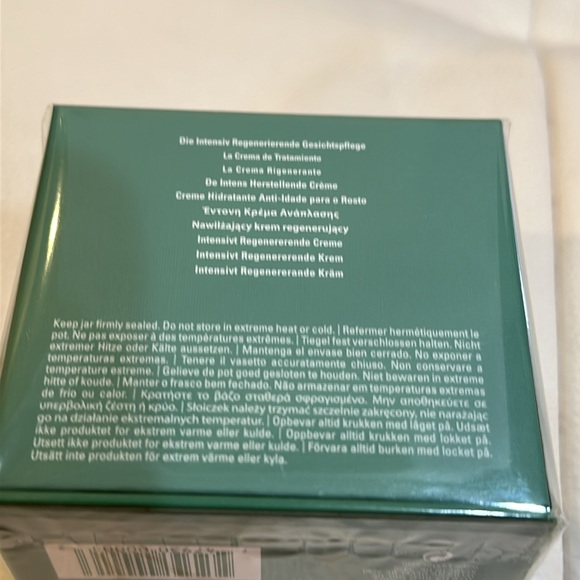 Die Intensiv Regenerierende Gesichtspflege
La Crema de Tratamiento
La Crema Rigenerante
De Intens Herstellende Crème
Creme Hidratante Anti-Idade para o Rosto
Έντονη Κρέμα Ανάπλασης
Nawilżający krem regenerujący
Intensivt Regenererende Creme
Intensivt Regenererende Krem
Intensivt Regenererande Kräm
Keep jar firmly sealed. Do not store in extreme heat or cold. | Refermer hermétiquement le
pot. Ne pas exposer à des températures extrêmes. | Tiegel fest verschlossen halten. Nicht
extremer Hitze oder Kälte aussetzen. | Mantenga el envase bien cerrado. No exponer a
temperaturas extremas. | Tenere il vasetto accuratamente chiuso. Non conservare a
temperature estreme. | Gelieve de pot goed gesloten te houden. Niet bewaren in extreme
hitte of koude. | Manter o frasco bem fechado. Não armazenar em temperaturas extremas
de frio ou calor. | Κρατήστε το βάζο σταθερά σφραγισμένο. Μην αποθηκεύετε σε
υπερβολική ζέστη ή κρύο. | Słoiczek należy trzymać szczelnie zakręcony, nie narażając
go na działanie ekstremalnych temperatur. | Opbevar altid krukken med låget på. Udsæt
ikke produktet for ekstrem varme eller kulde. | Oppbevar alltid krukken med lokket på.
Utsett ikke produktet for ekstrem varme eller kulde. | Förvara alltid burken med locket på.
Utsätt inte produkten för extrem värme eller kyla.